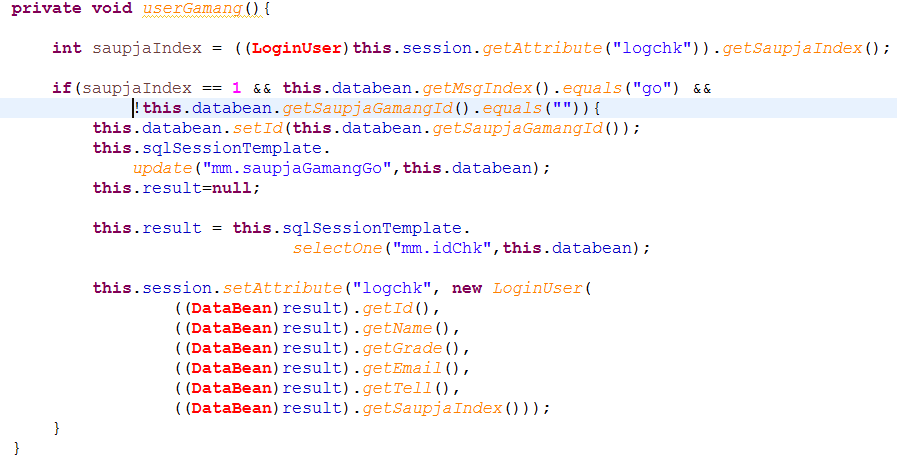 private void userGamang(){
int saupjaIndex = ((LoginUser)this.session.getAttribute("logchk")).getSaupjaIndex();
if(saupjaIndex == 1 && this.databean.getMsgIndex().equals("go") &&
!this.databean.getSaupjaGamangId().equals("")){
this.databean.setId(this.databean.getSaupjaGamangId());
this.sqlSessionTemplate.
update("mm.saupjaGamangGo",this.databean);
this.result=null;
this.result = this.sqlSessionTemplate.
selectOne("mm.idChk",this.databean);
this.session.setAttribute("logchk", new LoginUser(
((DataBean)result).getId(),
((DataBean)result).getName(),
((DataBean)result).getGrade(),
((DataBean)result).getEmail(),
((DataBean)result).getTell(),
((DataBean)result).getSaupjaIndex()));
}
}